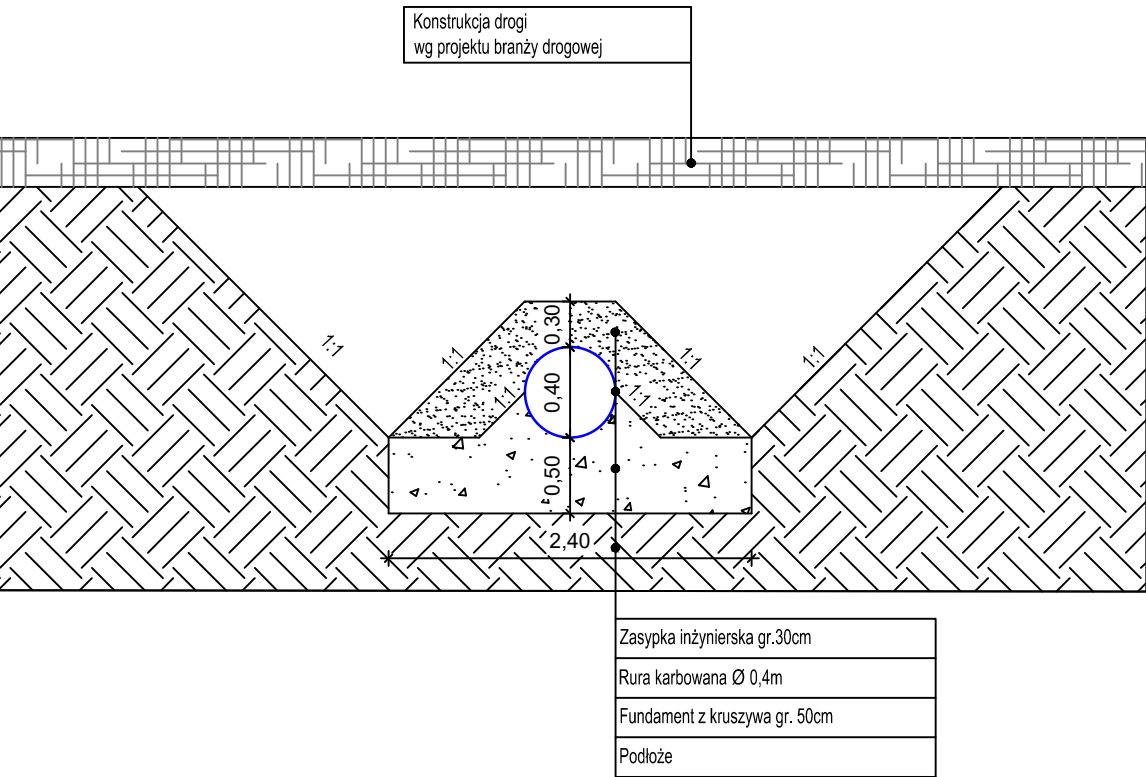 Konstrukcja drogi
wg projektu branży drogowej
0,30
1:1
1:1
1:1
1:1
1:1
0,40
1:1
0,50
2,40
Zasypka inżynierska gr.30cm
Rura karbowana Ø 0,4m
Fundament z kruszywa gr. 50cm
Podłoże